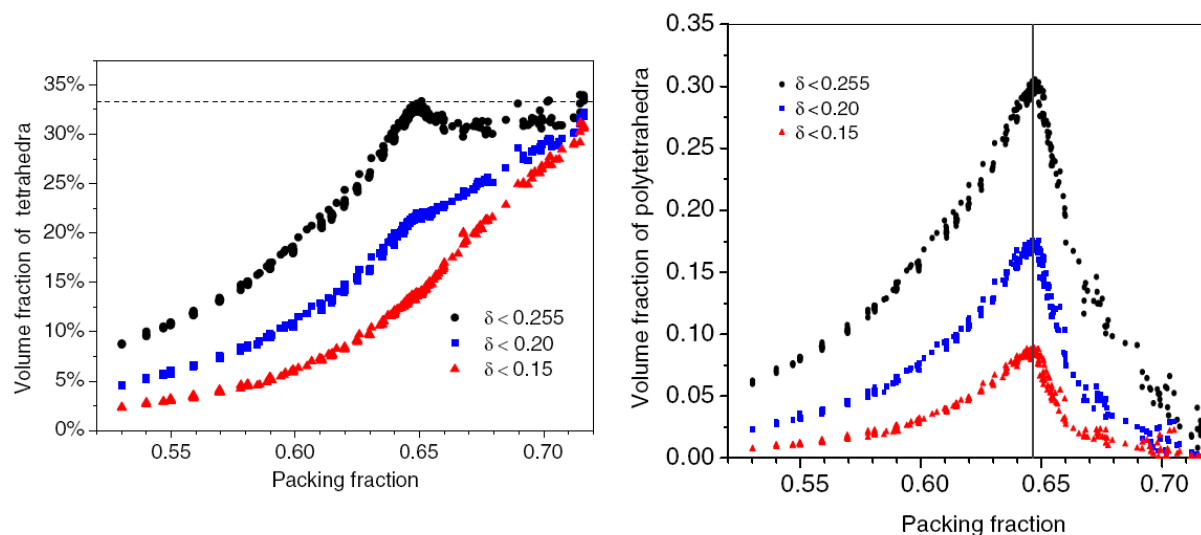 Volume fraction of tetrahedra
35%
30%
25%
20%
15%
10%
5%
0%
δ < 0.255
δ < 0.20
δ < 0.15
0.55 0.60 0.65 0.70
Packing fraction
Volume fraction of polytetrahedra
0.35
0.30
0.25
0.20
0.15
0.10
0.05
0.00
δ < 0.255
δ < 0.20
δ < 0.15
0.55 0.60 0.65 0.70
Packing fraction